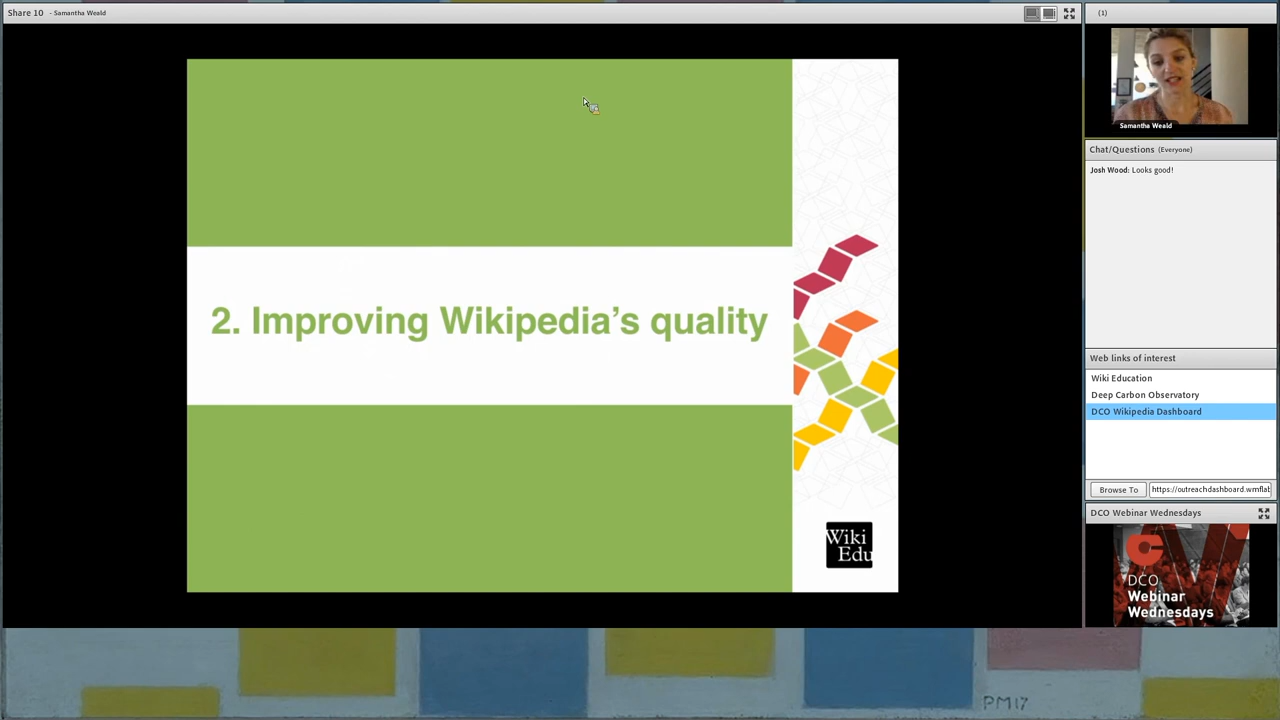 Share 10 - Samantha Weald
2. Improving Wikipedia's quality
Wiki
Edu
(1)
Samantha Weald
Chat/Questions (Everyone)
Josh Wood: Looks good!
Web links of interest
Wiki Education
Deep Carbon Observatory
DCO Wikipedia Dashboard
Browse To https://outreachdashboard.wmflat
DCO Webinar Wednesdays
DCO
Webinar
Wednesdays
PM17